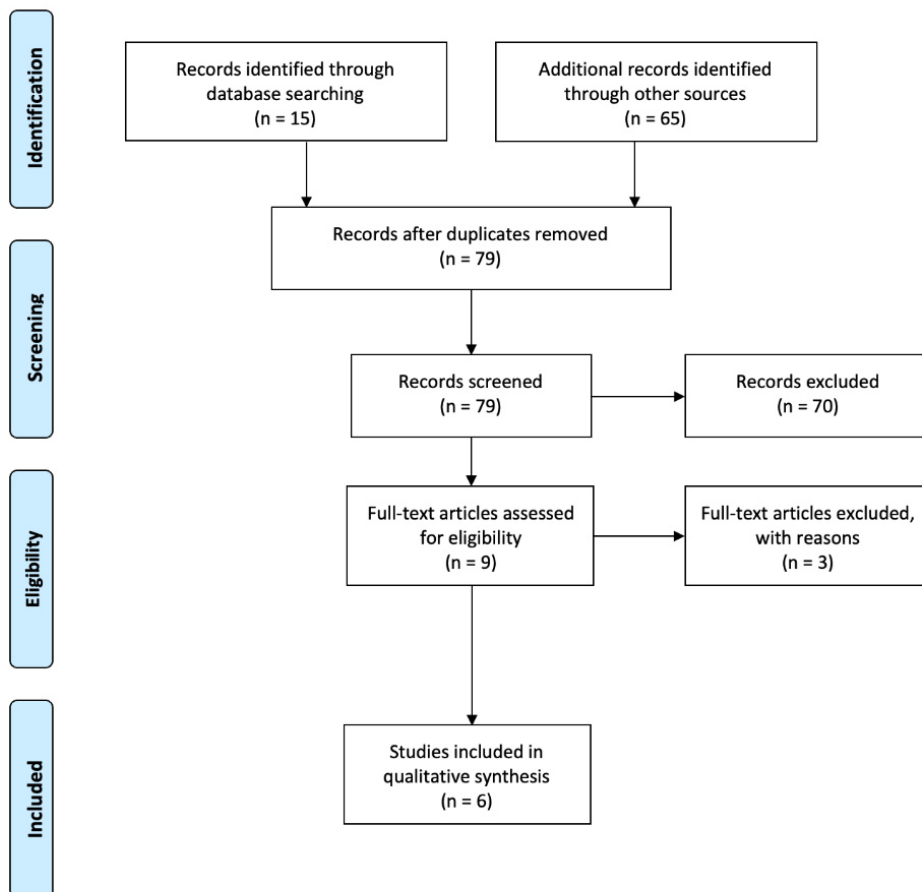 Identification
Records identified through
database searching
(n = 15)
Additional records identified
through other sources
(n = 65)
Records after duplicates removed
(n = 79)
Screening
Records screened
(n = 79)
Records excluded
(n = 70)
Eligibility
Full-text articles assessed
for eligibility
(n = 9)
Full-text articles excluded,
with reasons
(n = 3)
Included
Studies included in
qualitative synthesis
(n = 6)